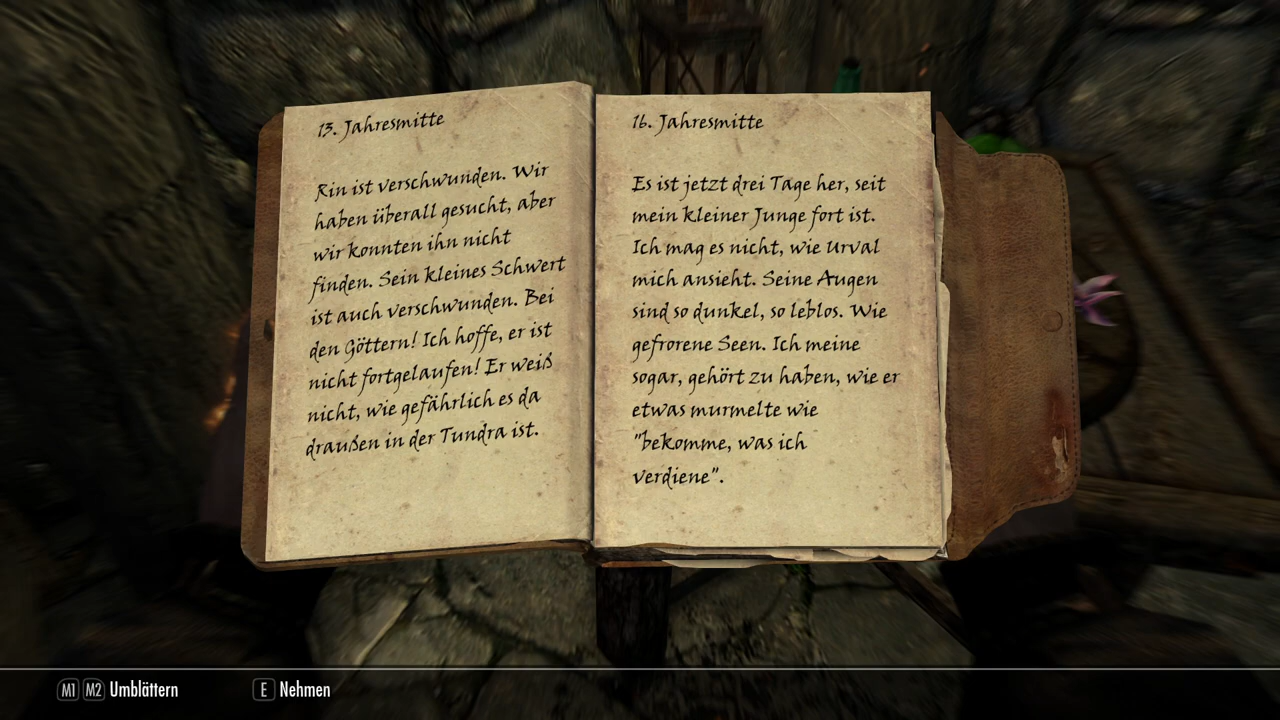 13. Jahresmitte
Rin ist verschwunden. Wir
haben überall gesucht, aber
wir konnten ihn nicht
finden. Sein kleines Schwert
ist auch verschwunden. Bei
den Göttern! Ich hoffe, er ist
nicht fortgelaufen! Er weiß
nicht, wie gefährlich es da
draußen in der Tundra ist.
16. Jahresmitte
Es ist jetzt drei Tage her, seit
mein kleiner Junge fort ist.
Ich mag es nicht, wie Urval
mich ansieht. Seine Augen
sind so dunkel, so leblos. Wie
gefrorene Seen. Ich meine
sogar, gehört zu haben, wie er
etwas murmelte wie
"bekomme, was ich
verdiene".
M1 M2 Umblättern E Nehmen